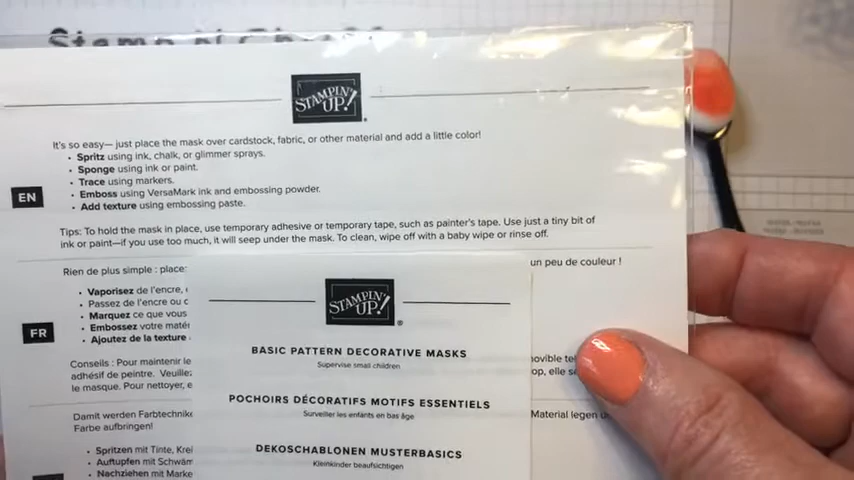 STAMPIN' UP!
It's so easy— just place the mask over cardstock, fabric, or other material and add a little color!
• Spritz using ink, chalk, or glimmer sprays.
• Sponge using ink or paint.
• Trace using markers.
• Emboss using VersaMark ink and embossing powder.
• Add texture using embossing paste.
EN
Tips: To hold the mask in place, use temporary adhesive or temporary tape, such as painter's tape. Use just a tiny bit of
ink or paint—if you use too much, it will seep under the mask. To clean, wipe off with a baby wipe or rinse off.
Rien de plus simple : place un peu de couleur !
• Vaporisez de l'encre,
• Passez de l'encre ou
• Marquez ce que vous
• Embossez votre
• Ajoutez de la texture
FR
Conseils : Pour maintenir le
adhésif de peinture.
le masque. Pour nettoyer,
Damit werden
Farbe aufbringen!
Material legen
• Spritzen mit Tinte,
• Auftupfen mit
• Nachziehen mit
STAMPIN' UP!
BASIC PATTERN DECORATIVE MASKS
Supervise small children
POCHOIRS DÉCORATIFS MOTIFS ESSENTIELS
Surveiller les enfants en bas âge
DEKOSCHABLONEN MUSTERBASICS
Kleinkinder beaufsichtigen